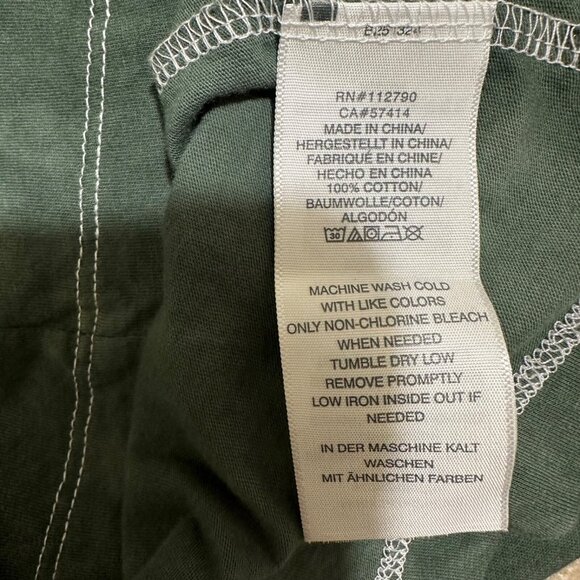 RN#112790
CA#57414
MADE IN CHINA/
HERGESTELLT IN CHINA/
FABRIQUÉ EN CHINE/
HECHO EN CHINA
100% COTTON/
BAUMWOLLE/COTON/
ALGODÓN
30
MACHINE WASH COLD
WITH LIKE COLORS
ONLY NON-CHLORINE BLEACH
WHEN NEEDED
TUMBLE DRY LOW
REMOVE PROMPTLY
LOW IRON INSIDE OUT IF
NEEDED
IN DER MASCHINE KALT
WASCHEN
MIT ÄHNLICHEN FARBEN